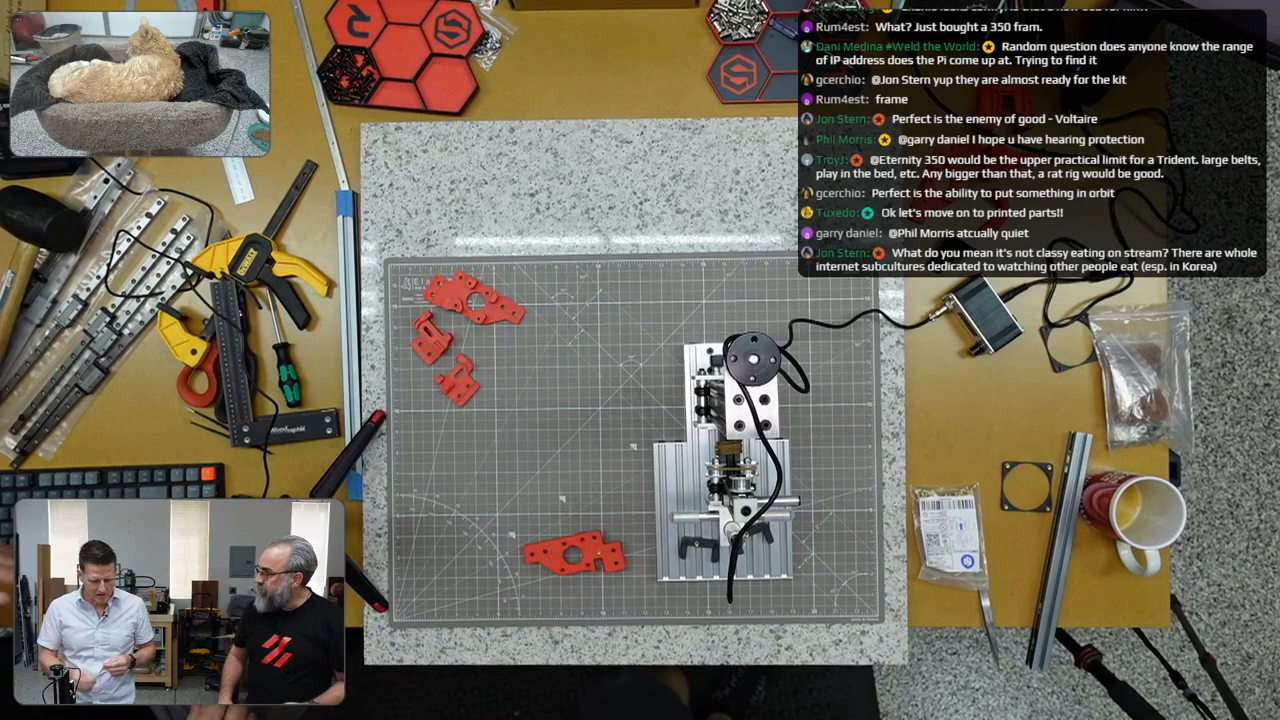 Rum4est: What? Just bought a 350 fram.
Dani Medina #Weld the World: Random question does anyone know the range
of IP address does the Pi come up at. Trying to find it
gcerchio: @Jon Stern yup they are almost ready for the kit
Rum4est: frame
Jon Stern: Perfect is the enemy of good - Voltaire
Phil Morris: @garry daniel I hope u have hearing protection
TroyJ: @Eternity 350 would be the upper practical limit for a Trident. large belts,
play in the bed, etc. Any bigger than that, a rat rig would be good.
gcerchio: Perfect is the ability to put something in orbit
Tuxedo: Ok let's move on to printed parts!!
garry daniel: @Phil Morris atcually quiet
Jon Stern: What do you mean it's not classy eating on stream? There are whole
internet subcultures dedicated to watching other people eat (esp. in Korea)